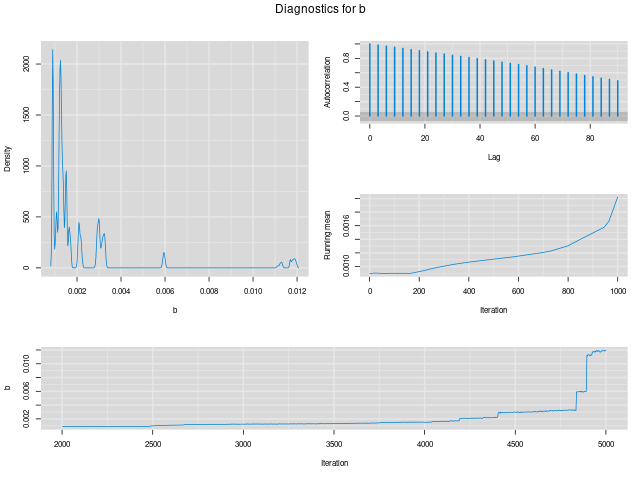 Diagnostics for b
Density
2000
1500
1000
500
0
0.002 0.004 0.006 0.008 0.010 0.012
b
Autocorrelation
0.8
0.4
0.0
0 20 40 60 80
Lag
Running mean
0.0016
0.0010
0 200 400 600 800 1000
Iteration
b
0.010
0.006
0.002
2000 2500 3000 3500 4000 4500 5000
Iteration